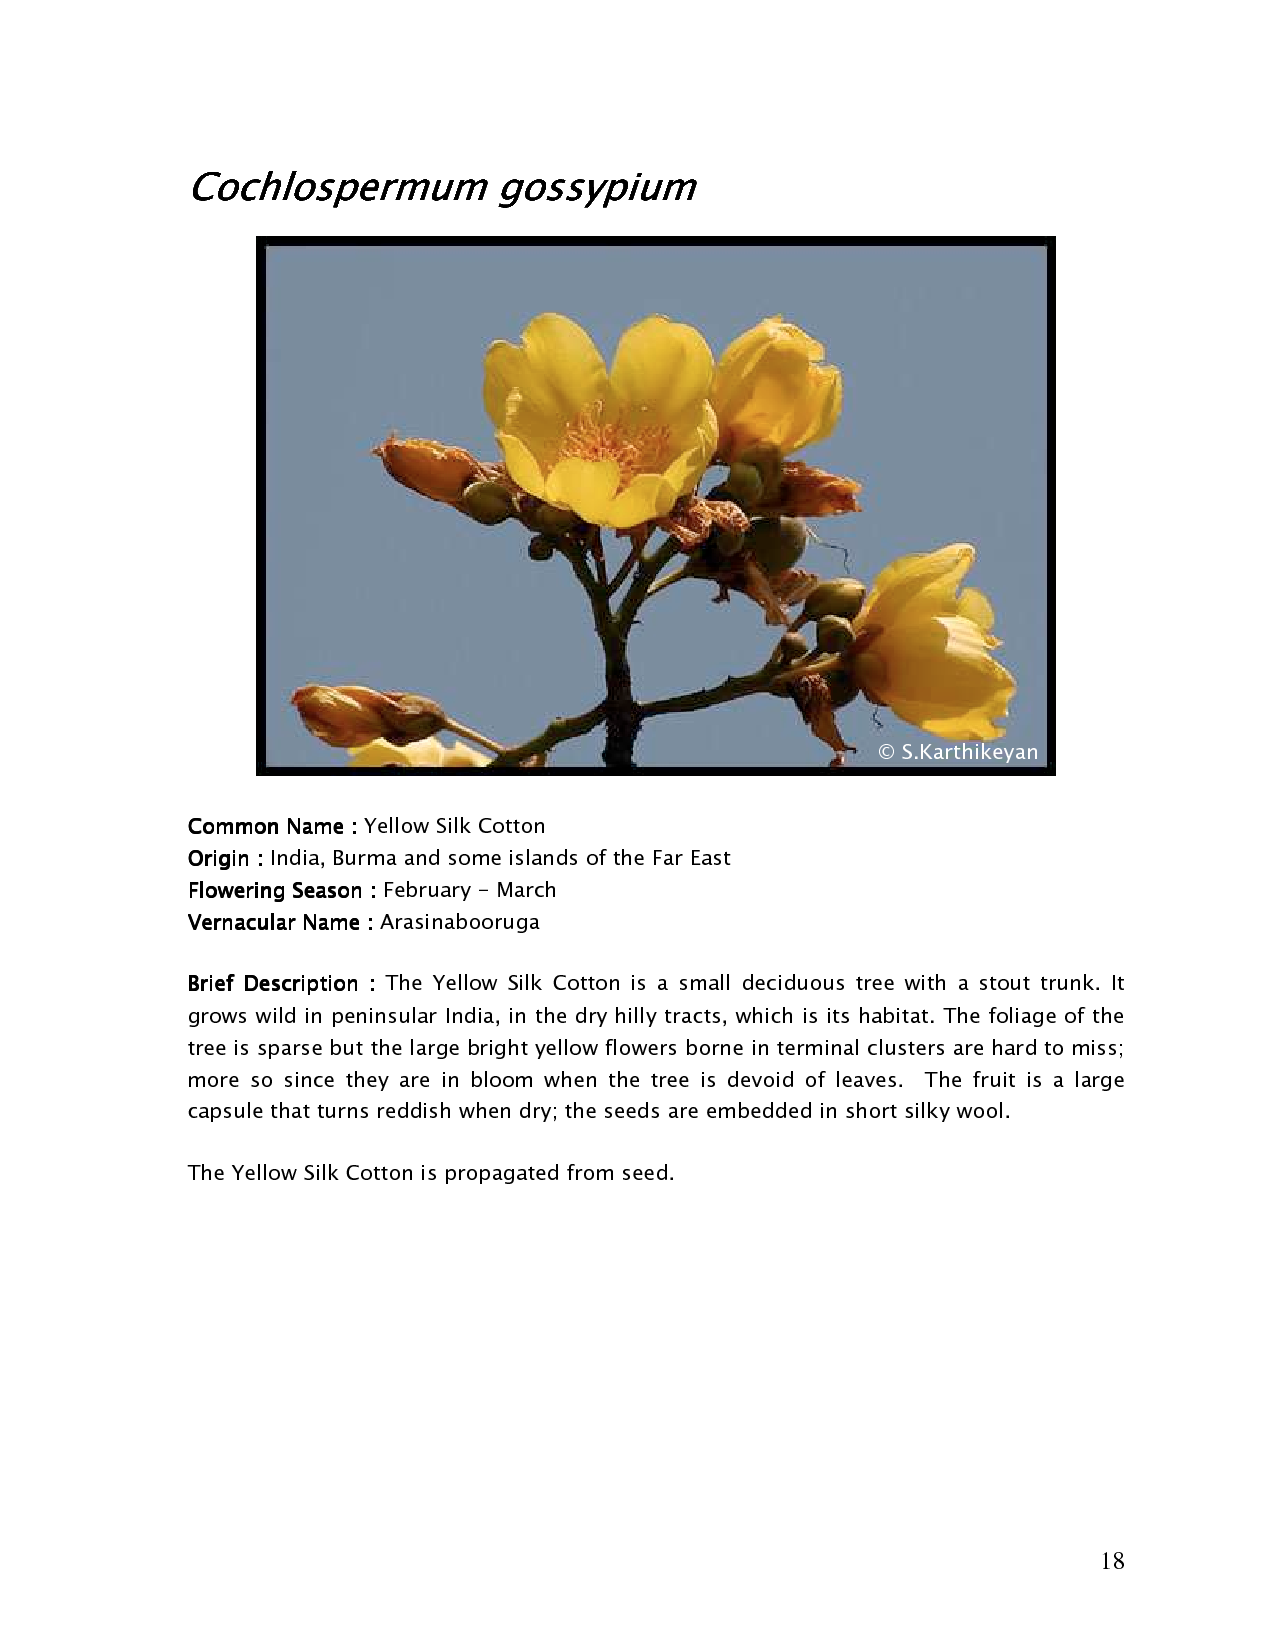 Cochlospermum gossypium
© S.Karthikeyan
Common Name : Yellow Silk Cotton
Origin : India, Burma and some islands of the Far East
Flowering Season : February – March
Vernacular Name : Arasinabooruga
Brief Description : The Yellow Silk Cotton is a small deciduous tree with a stout trunk. It
grows wild in peninsular India, in the dry hilly tracts, which is its habitat. The foliage of the
tree is sparse but the large bright yellow flowers borne in terminal clusters are hard to miss;
more so since they are in bloom when the tree is devoid of leaves. The fruit is a large
capsule that turns reddish when dry; the seeds are embedded in short silky wool.
The Yellow Silk Cotton is propagated from seed.
18